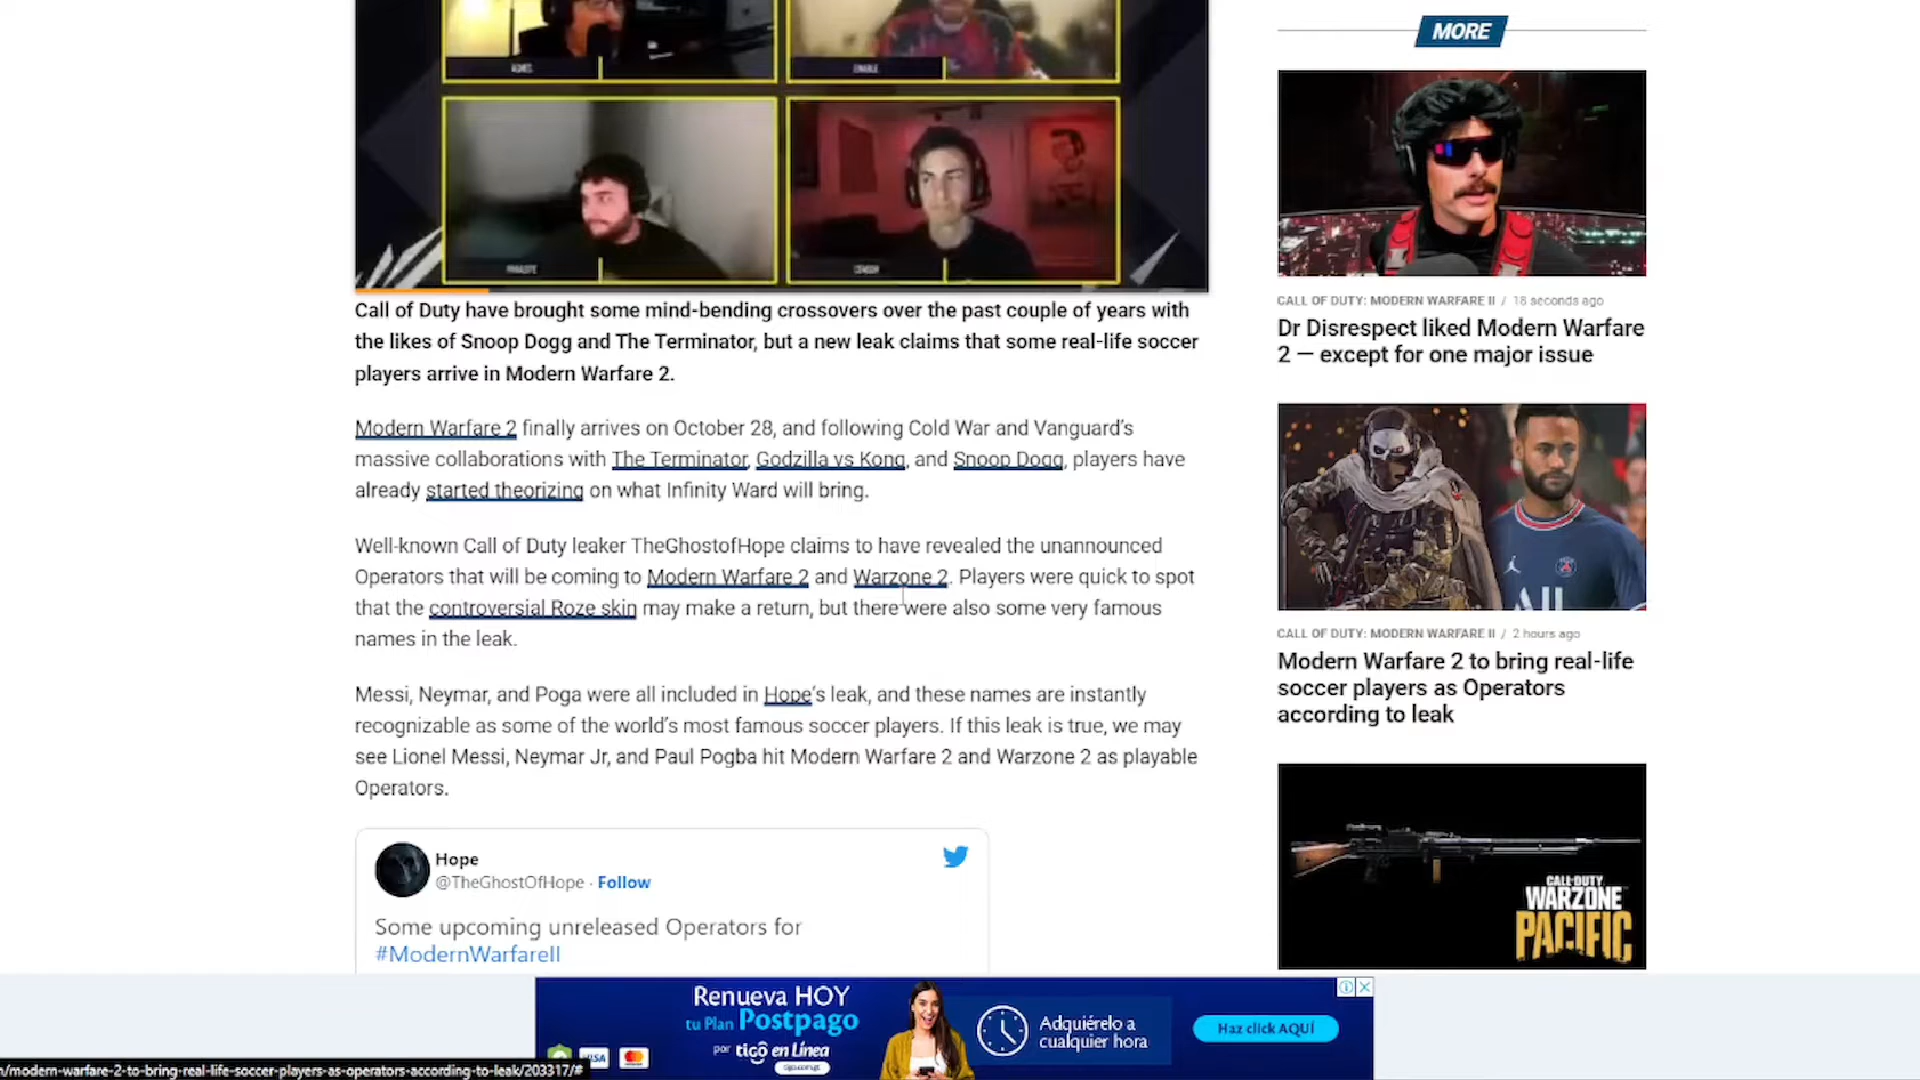 MORE
AGNES
ENABLE
PARASITE
CENSOR
Call of Duty have brought some mind-bending crossovers over the past couple of years with
the likes of Snoop Dogg and The Terminator, but a new leak claims that some real-life soccer
players arrive in Modern Warfare 2.
Modern Warfare 2 finally arrives on October 28, and following Cold War and Vanguard’s
massive collaborations with The Terminator, Godzilla vs Kong, and Snoop Dogg, players have
already started theorizing on what Infinity Ward will bring.
Well-known Call of Duty leaker TheGhostofHope claims to have revealed the unannounced
Operators that will be coming to Modern Warfare 2 and Warzone 2. Players were quick to spot
that the controversial Roze skin may make a return, but there were also some very famous
names in the leak.
Messi, Neymar, and Poga were all included in Hope’s leak, and these names are instantly
recognizable as some of the world’s most famous soccer players. If this leak is true, we may
see Lionel Messi, Neymar Jr, and Paul Pogba hit Modern Warfare 2 and Warzone 2 as playable
Operators.
Hope
@TheGhostOfHope · Follow
Some upcoming unreleased Operators for
#ModernWarfareII
CALL OF DUTY: MODERN WARFARE II / 18 seconds ago
Dr Disrespect liked Modern Warfare
2 — except for one major issue
ALL
CALL OF DUTY: MODERN WARFARE II / 2 hours ago
Modern Warfare 2 to bring real-life
soccer players as Operators
according to leak
CALL OF DUTY
WARZONE
PACIFIC
Renueva HOY
tu Plan Postpago
por tigo en Línea
VISA
Adquiérelo a
cualquier hora
Haz click AQUÍ
/modern-warfare-2-to-bring-real-life-soccer-players-as-operators-according-to-leak/203317/#